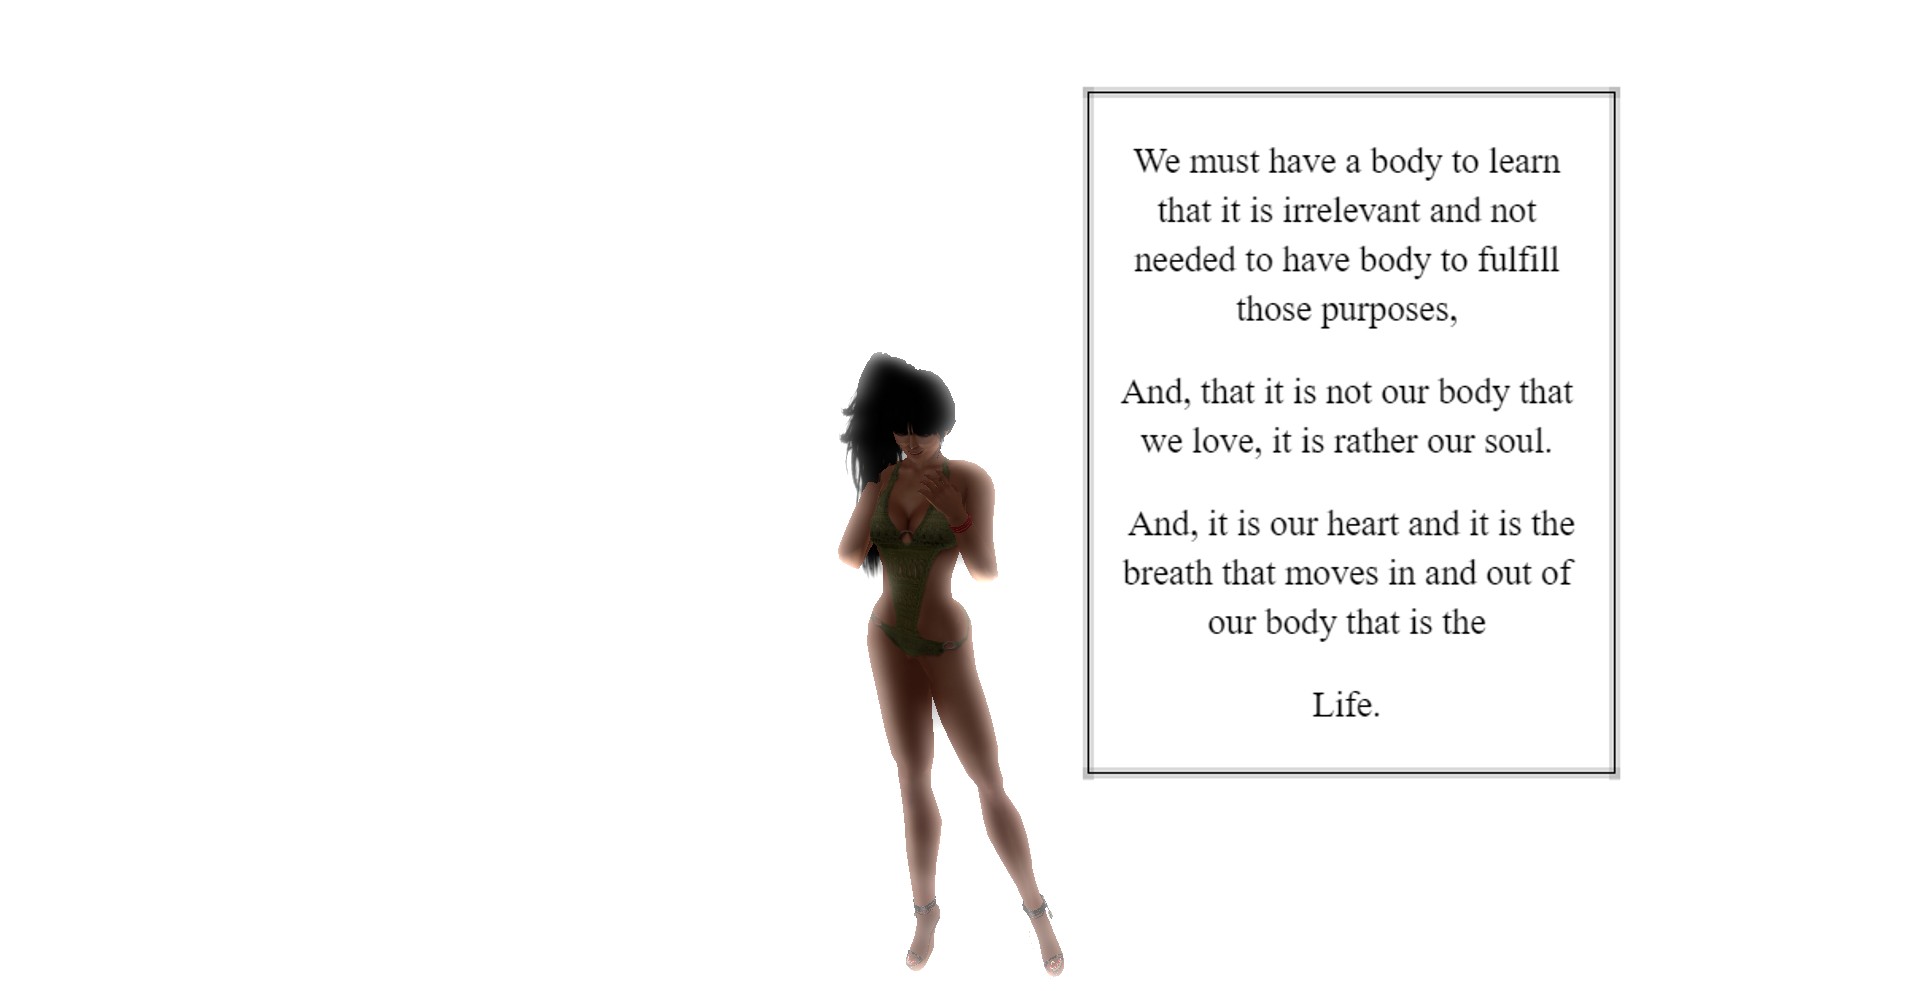 We must have a body to learn
that it is irrelevant and not
needed to have body to fulfill
those purposes,
And, that it is not our body that
we love, it is rather our soul.
And, it is our heart and it is the
breath that moves in and out of
our body that is the
Life.